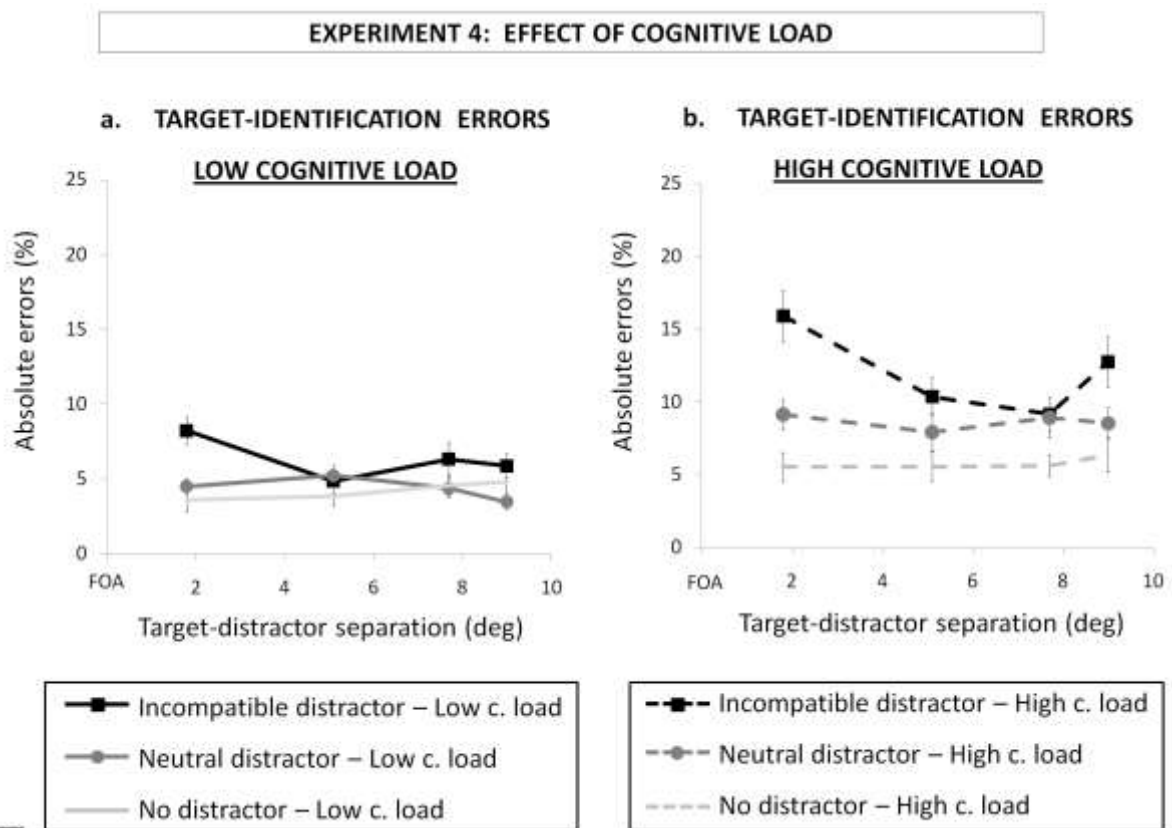 EXPERIMENT 4: EFFECT OF COGNITIVE LOAD
a. TARGET-IDENTIFICATION ERRORS
LOW COGNITIVE LOAD
25
20
15
10
5
0
Absolute errors (%)
FOA 2 4 6 8 10
Target-distractor separation (deg)
Incompatible distractor – Low c. load
Neutral distractor – Low c. load
No distractor – Low c. load
b. TARGET-IDENTIFICATION ERRORS
HIGH COGNITIVE LOAD
25
20
15
10
5
0
Absolute errors (%)
FOA 2 4 6 8 10
Target-distractor separation (deg)
Incompatible distractor – High c. load
Neutral distractor – High c. load
No distractor – High c. load